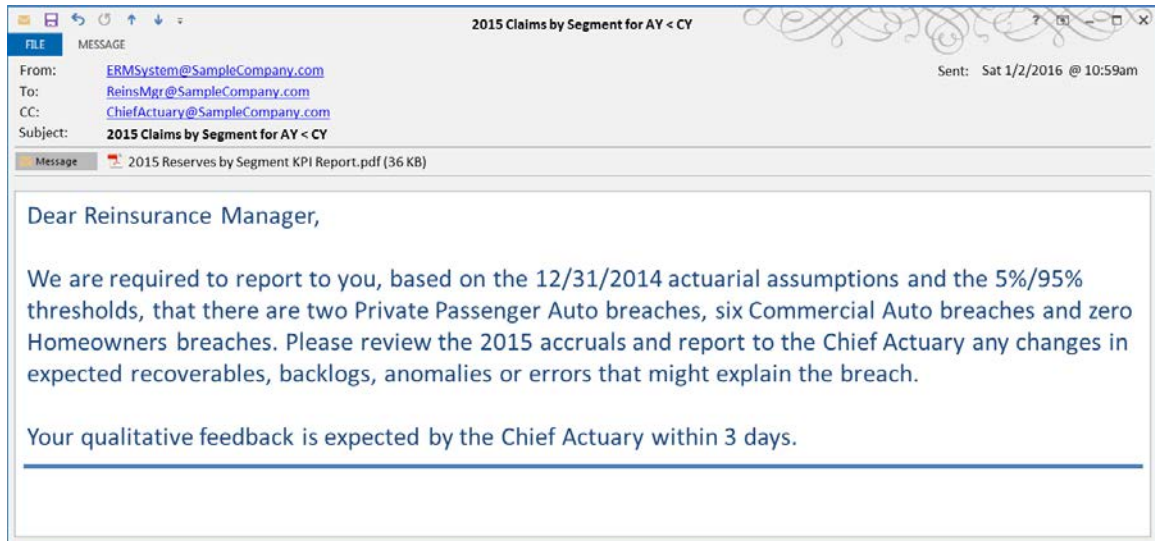 2015 Claims by Segment for AY < CY
FILE MESSAGE
From: ERMSystem@SampleCompany.com Sent: Sat 1/2/2016 @ 10:59am
To: ReinsMgr@SampleCompany.com
CC: ChiefActuary@SampleCompany.com
Subject: 2015 Claims by Segment for AY < CY
Message 2015 Reserves by Segment KPI Report.pdf (36 KB)
Dear Reinsurance Manager,
We are required to report to you, based on the 12/31/2014 actuarial assumptions and the 5%/95%
thresholds, that there are two Private Passenger Auto breaches, six Commercial Auto breaches and zero
Homeowners breaches. Please review the 2015 accruals and report to the Chief Actuary any changes in
expected recoverables, backlogs, anomalies or errors that might explain the breach.
Your qualitative feedback is expected by the Chief Actuary within 3 days.